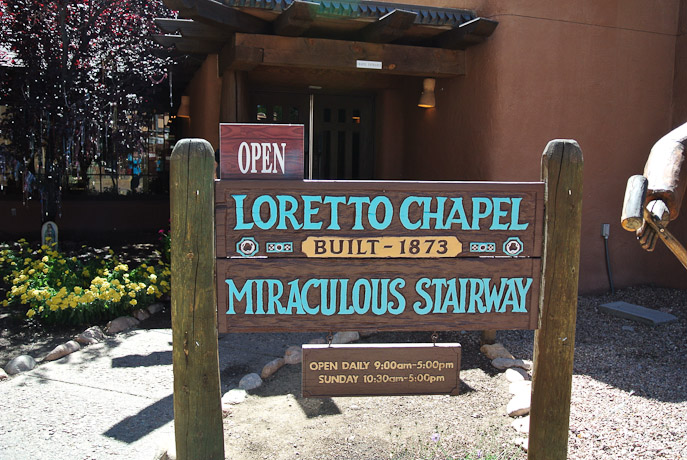 OPEN
LORETTO CHAPEL
BUILT - 1873
MIRACULOUS STAIRWAY
OPEN DAILY 9:00am-5:00pm
SUNDAY 10:30am-5:00pm